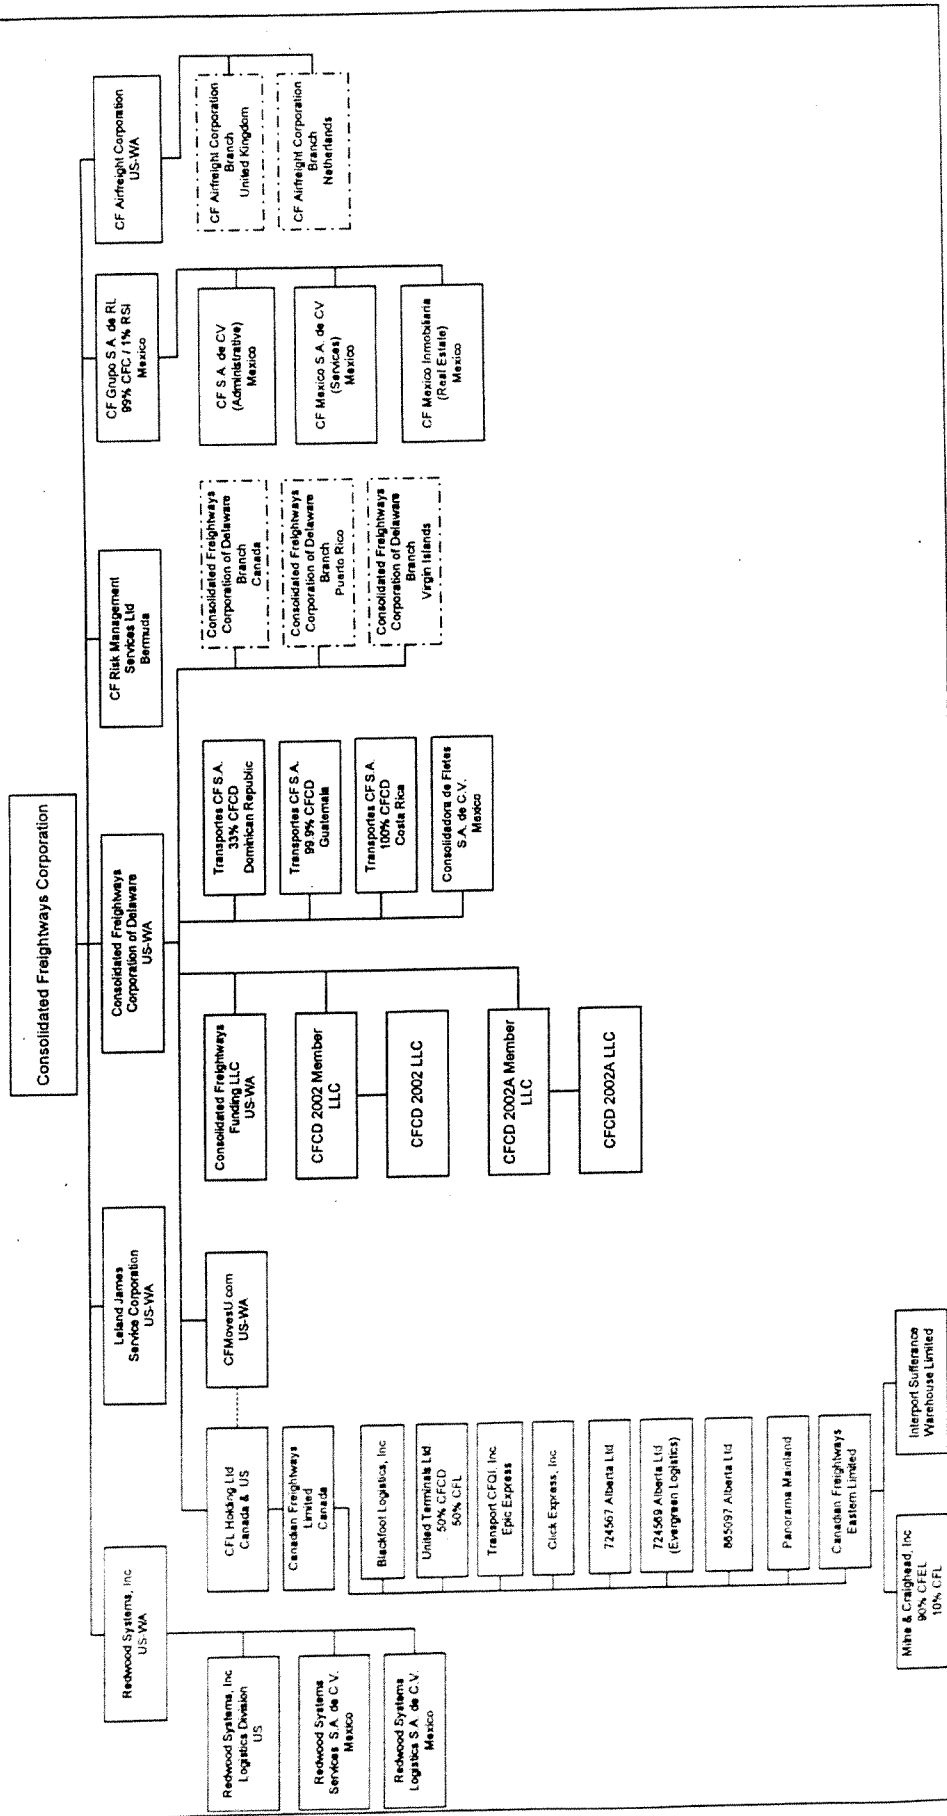 Consolidated Freightways Corporation
Redwood Systems, Inc
US-WA
Leland James
Service Corporation
US-WA
Consolidated Freightways
Corporation of Delaware
US-WA
CF Risk Management
Services Ltd
Bermuda
CF Grupo S.A. de RL
99% CFC / 1% RSI
Mexico
CF Airfreight Corporation
US-WA
Redwood Systems, Inc
Logistics Division
US
Redwood Systems
Services S.A. de C.V.
Mexico
Redwood Systems
Logistics S.A. de C.V.
Mexico
CFL Holding Ltd
Canada & US
Canadian Freightways
Limited
Canada
Blackfoot Logistics, Inc
United Terminals Ltd
50% CFCD
50% CFL
Transport CFQI, Inc
Epic Express
Click Express, Inc
724567 Alberta Ltd
724569 Alberta Ltd
(Evergreen Logistics)
885097 Alberta Ltd
Panorama Mainland
Canadian Freightways
Eastern Limited
Milne & Craighead, Inc
90% CFEL
10% CFL
Interport Sufferance
Warehouse Limited
CFMovesU.com
US-WA
Consolidated Freightways
Funding LLC
US-WA
CFCD 2002 Member
LLC
CFCD 2002 LLC
CFCD 2002A Member
LLC
CFCD 2002A LLC
Transportes CF S.A.
33% CFCD
Dominican Republic
Transportes CF S.A.
99.9% CFCD
Guatemala
Transportes CF S.A.
100% CFCD
Costa Rica
Consolidadora de Fletes
S.A. de C.V.
Mexico
Consolidated Freightways
Corporation of Delaware
Branch
Canada
Consolidated Freightways
Corporation of Delaware
Branch
Puerto Rico
Consolidated Freightways
Corporation of Delaware
Branch
Virgin Islands
CF S.A. de CV
(Administrative)
Mexico
CF Mexico S.A. de CV
(Services)
Mexico
CF Mexico Inmobiliaria
(Real Estate)
Mexico
CF Airfreight Corporation
Branch
United Kingdom
CF Airfreight Corporation
Branch
Netherlands